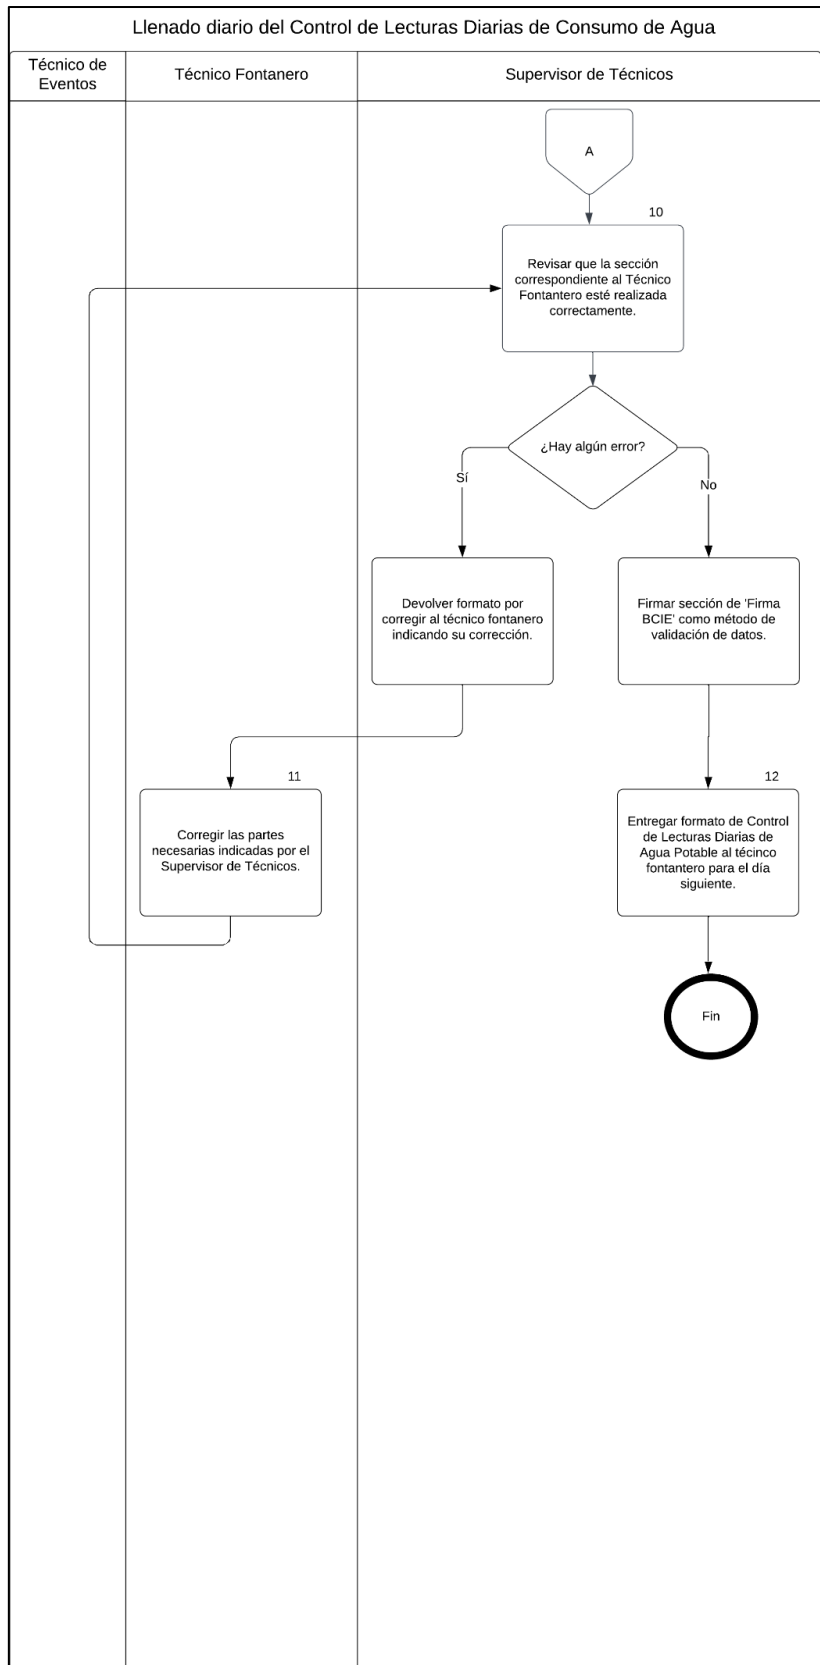 Llenado diario del Control de Lecturas Diarias de Consumo de Agua
Técnico de
Eventos
Técnico Fontanero
Supervisor de Técnicos
A
10
Revisar que la sección
correspondiente al Técnico
Fontantero esté realizada
correctamente.
¿Hay algún error?
Sí
No
Devolver formato por
corregir al técnico fontanero
indicando su corrección.
Firmar sección de 'Firma
BCIE' como método de
validación de datos.
11
12
Corregir las partes
necesarias indicadas por el
Supervisor de Técnicos.
Entregar formato de Control
de Lecturas Diarias de
Agua Potable al técinco
fontantero para el día
siguiente.
Fin